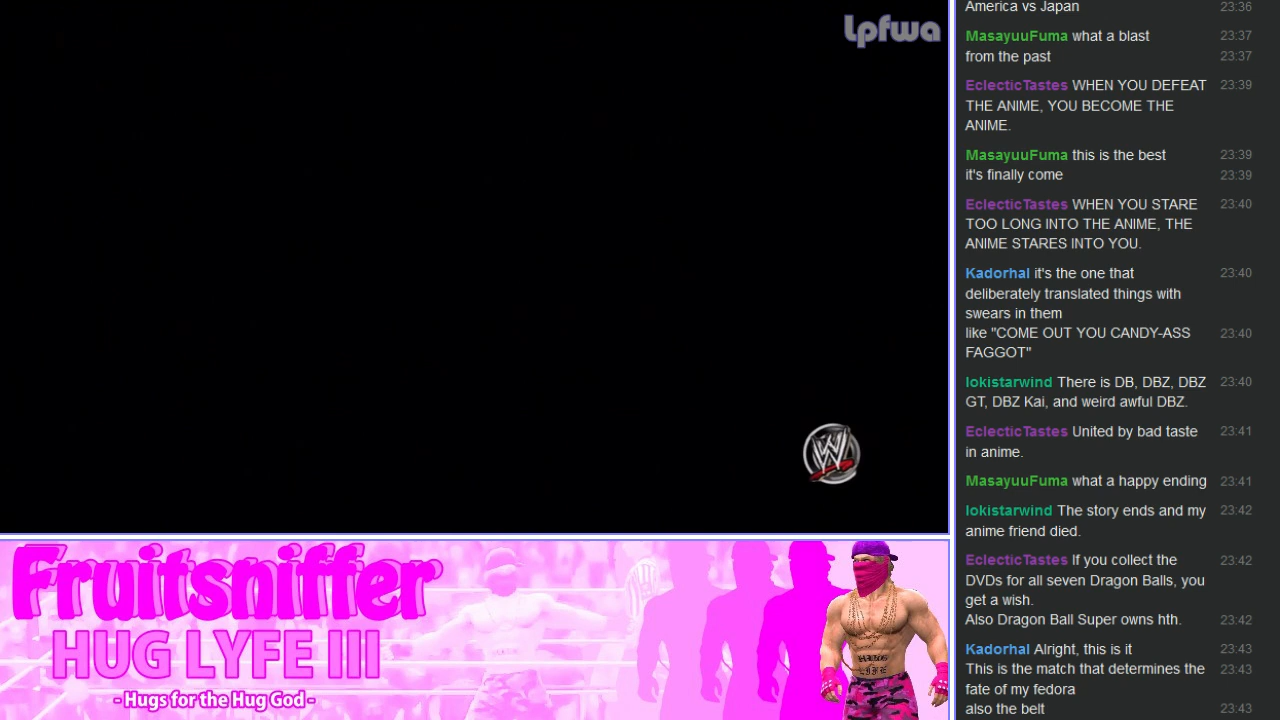 Lpfwa
Fruitsniffer
HUG LYFE III
- Hugs for the Hug God -
HUG
LIFE
America vs Japan 23:36
MasayuuFuma what a blast 23:37
from the past 23:37
EclecticTastes WHEN YOU DEFEAT 23:39
THE ANIME, YOU BECOME THE
ANIME.
MasayuuFuma this is the best 23:39
it's finally come 23:39
EclecticTastes WHEN YOU STARE 23:40
TOO LONG INTO THE ANIME, THE
ANIME STARES INTO YOU.
Kadorhal it's the one that 23:40
deliberately translated things with
swears in them
like "COME OUT YOU CANDY-ASS 23:40
FAGGOT"
lokistarwind There is DB, DBZ, DBZ 23:40
GT, DBZ Kai, and weird awful DBZ.
EclecticTastes United by bad taste 23:41
in anime.
MasayuuFuma what a happy ending 23:41
lokistarwind The story ends and my 23:42
anime friend died.
EclecticTastes If you collect the 23:42
DVDs for all seven Dragon Balls, you
get a wish.
Also Dragon Ball Super owns hth. 23:42
Kadorhal Alright, this is it 23:43
This is the match that determines the 23:43
fate of my fedora
also the belt 23:43